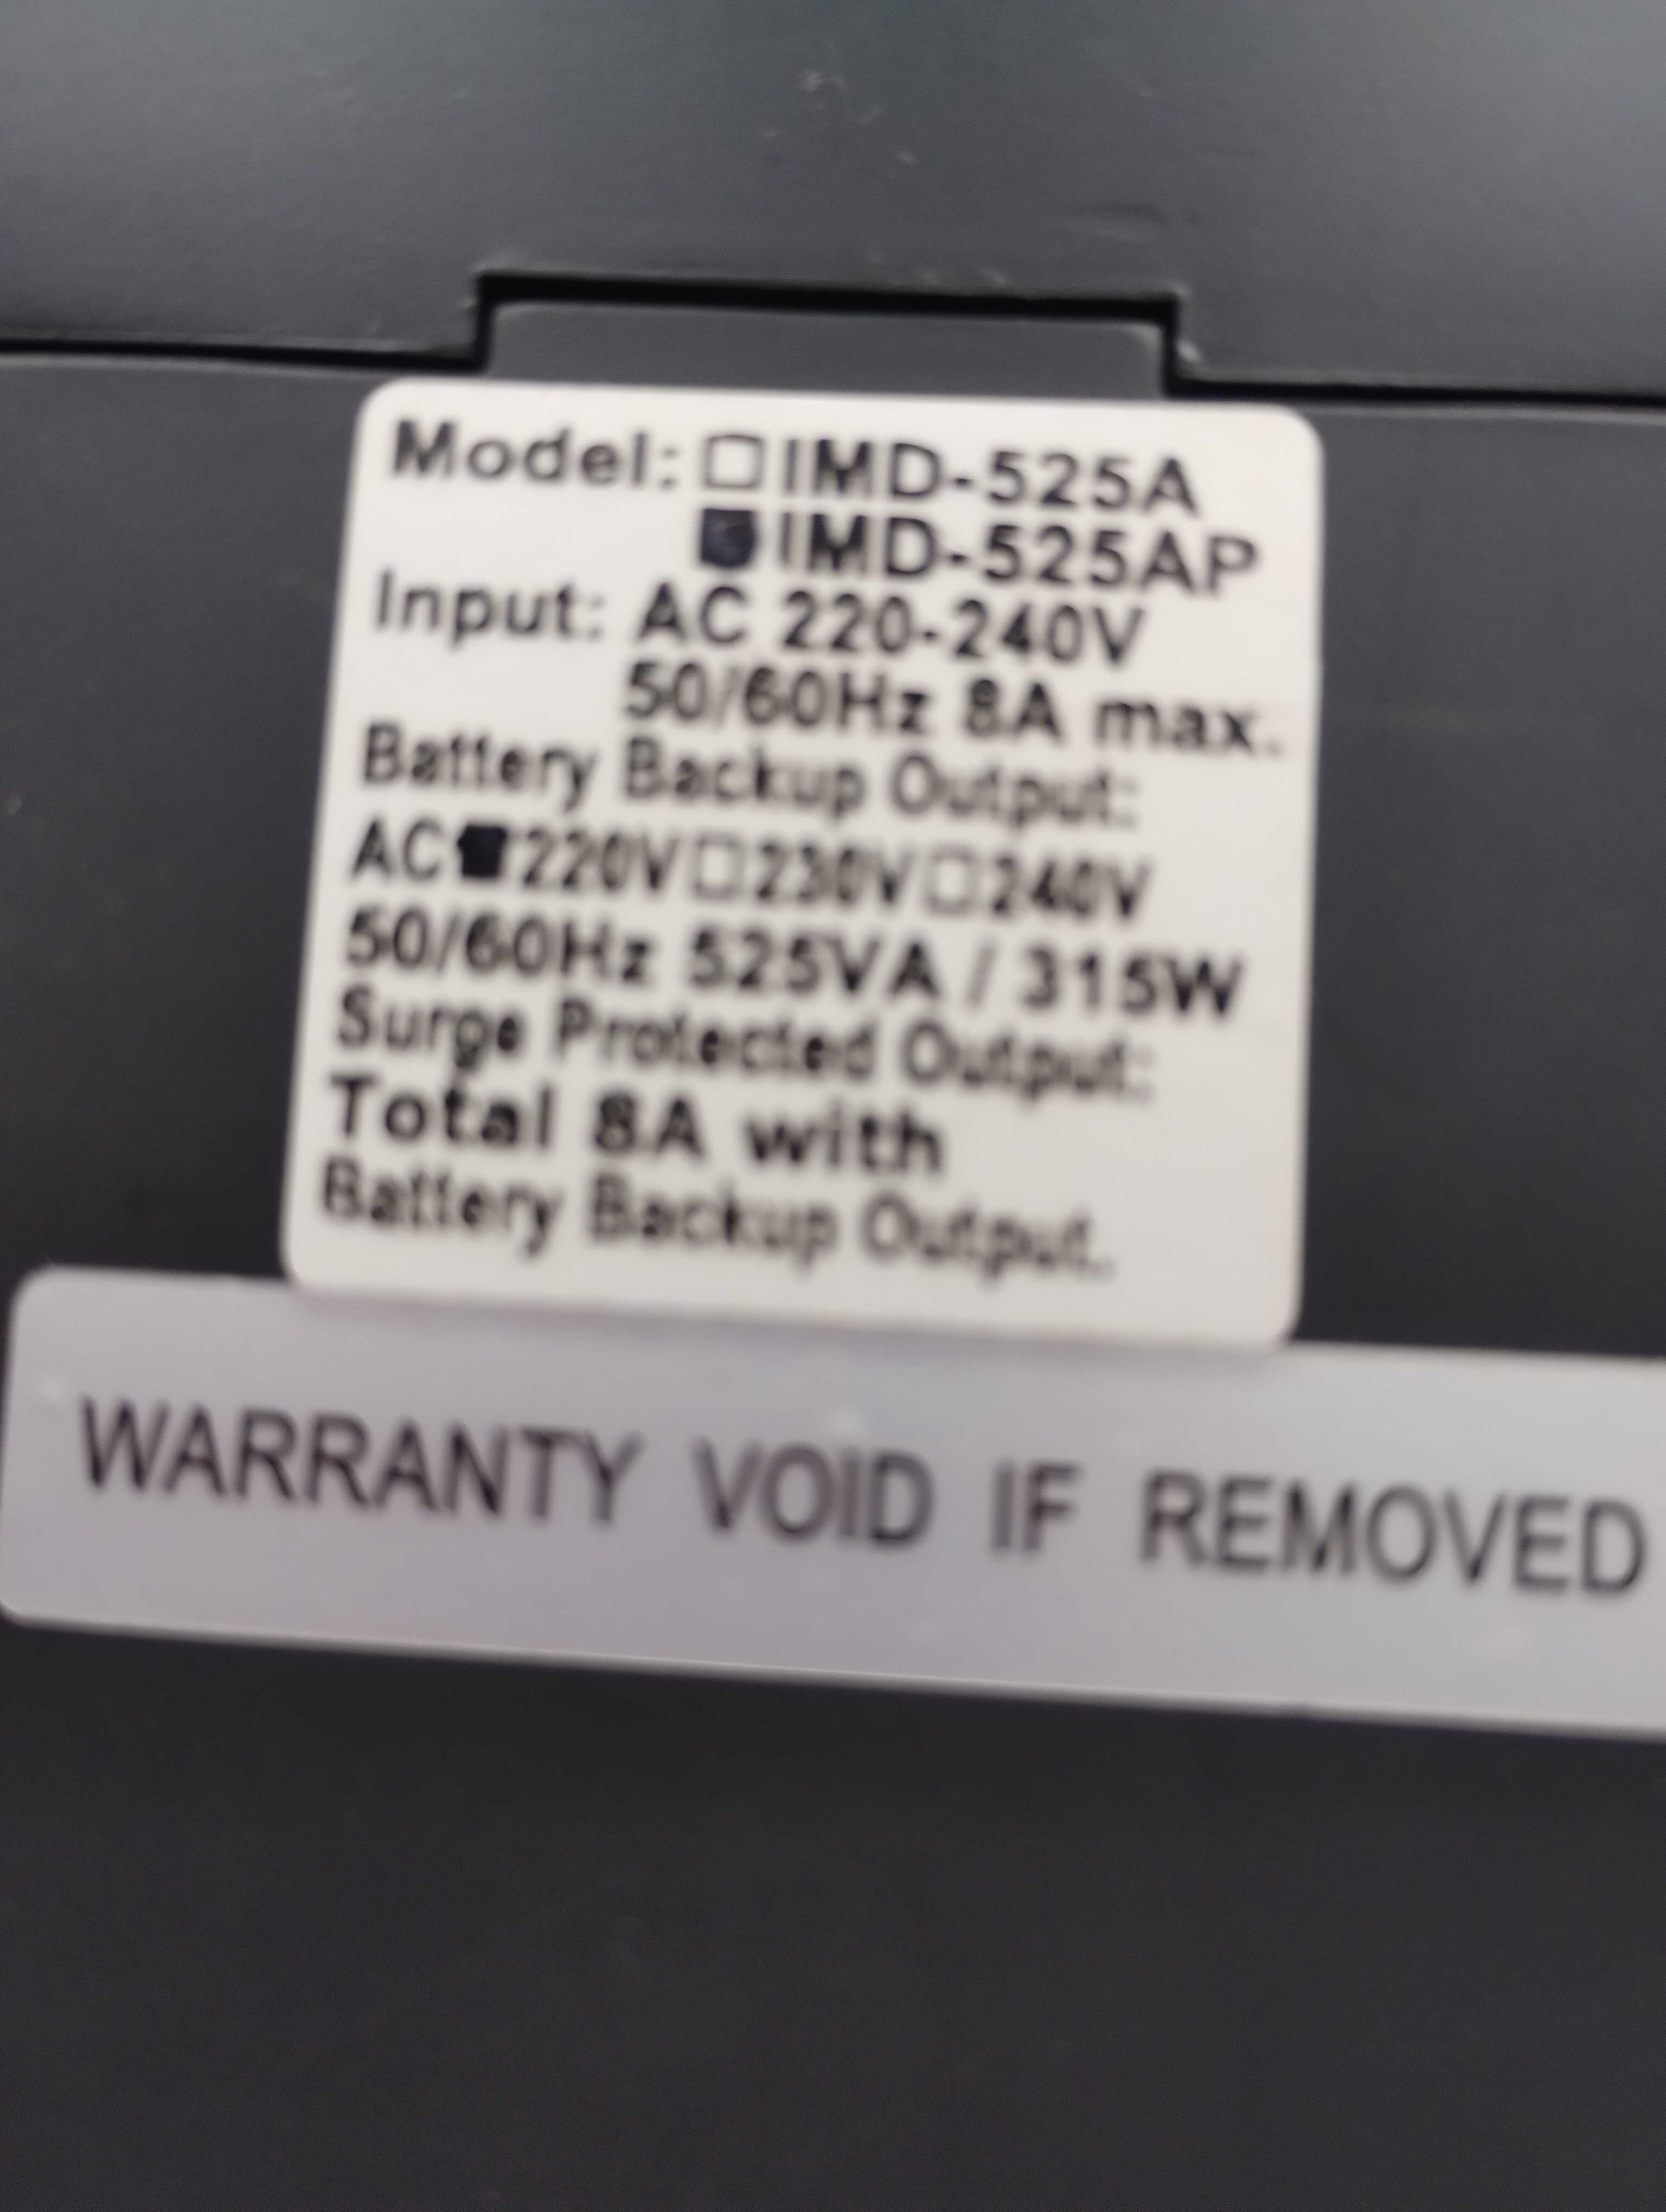 Model: □IMD-525A
■IMD-525AP
Input: AC 220-240V
50/60Hz 8A max.
Battery Backup Output:
AC■220V□230V□240V
50/60Hz 525VA / 315W
Surge Protected Output:
Total 8A with
Battery Backup Output.
WARRANTY VOID IF REMOVED